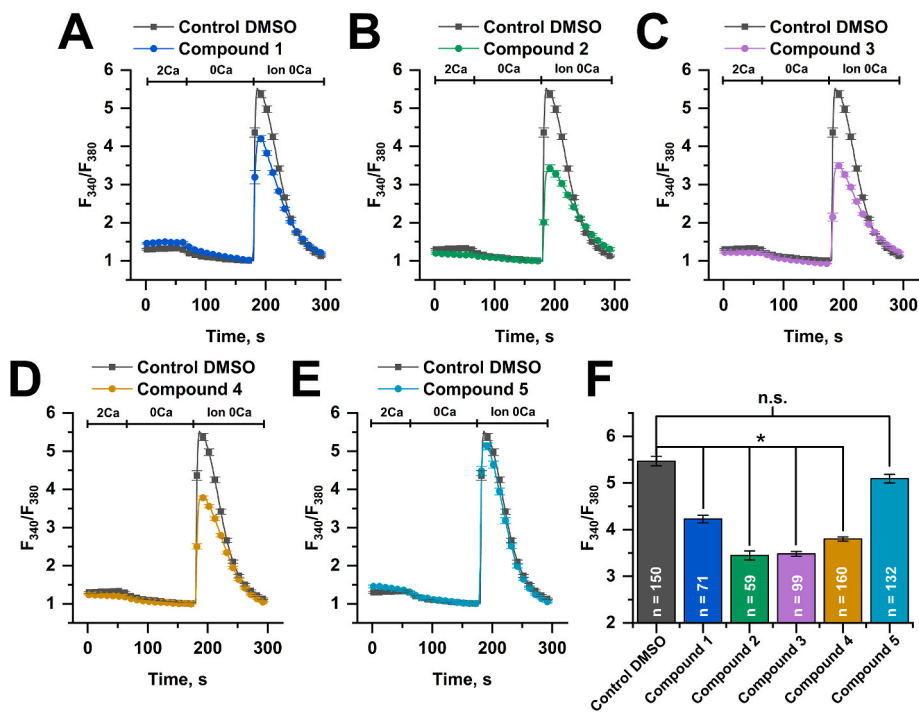 A
Control DMSO
Compound 1
2Ca 0Ca Ion 0Ca
6
5
4
3
2
1
F340/F380
0 100 200 300
Time, s
B
Control DMSO
Compound 2
2Ca 0Ca Ion 0Ca
6
5
4
3
2
1
F340/F380
0 100 200 300
Time, s
C
Control DMSO
Compound 3
2Ca 0Ca Ion 0Ca
6
5
4
3
2
1
F340/F380
0 100 200 300
Time, s
D
Control DMSO
Compound 4
2Ca 0Ca Ion 0Ca
6
5
4
3
2
1
F340/F380
0 100 200 300
Time, s
E
Control DMSO
Compound 5
2Ca 0Ca Ion 0Ca
6
5
4
3
2
1
F340/F380
0 100 200 300
Time, s
F
n.s.
*
6
5
4
3
2
F340/F380
n = 150
n = 71
n = 59
n = 99
n = 160
n = 132
Control DMSO
Compound 1
Compound 2
Compound 3
Compound 4
Compound 5